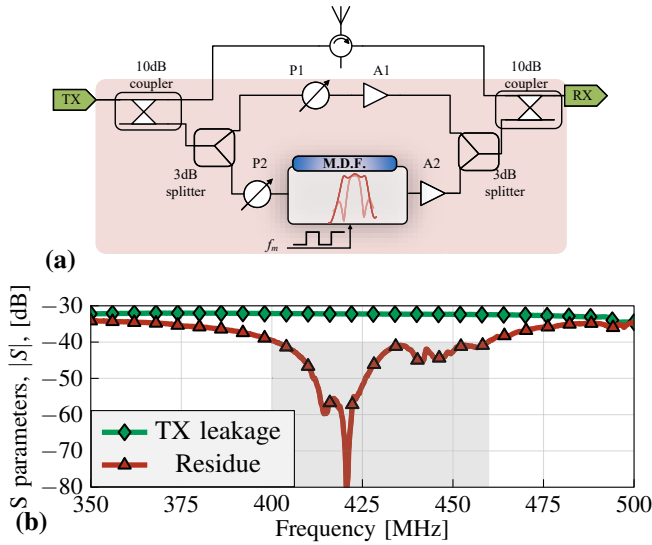 10dB
coupler
TX
P1
A1
10dB
coupler
RX
3dB
splitter
P2
M.D.F.
A2
3dB
splitter
fm
(a)
S parameters, |S|, [dB]
−30
−40
−50
−60
−70
−80
TX leakage
Residue
350
375
400
425
450
475
500
Frequency [MHz]
(b)